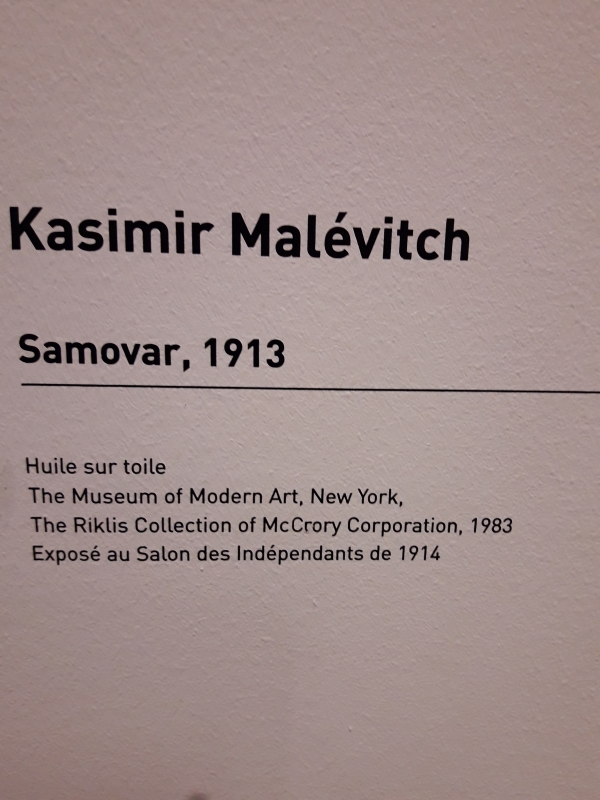 Kasimir Malévitch
Samovar, 1913
Huile sur toile
The Museum of Modern Art, New York,
The Riklis Collection of McCrory Corporation, 1983
Exposé au Salon des Indépendants de 1914